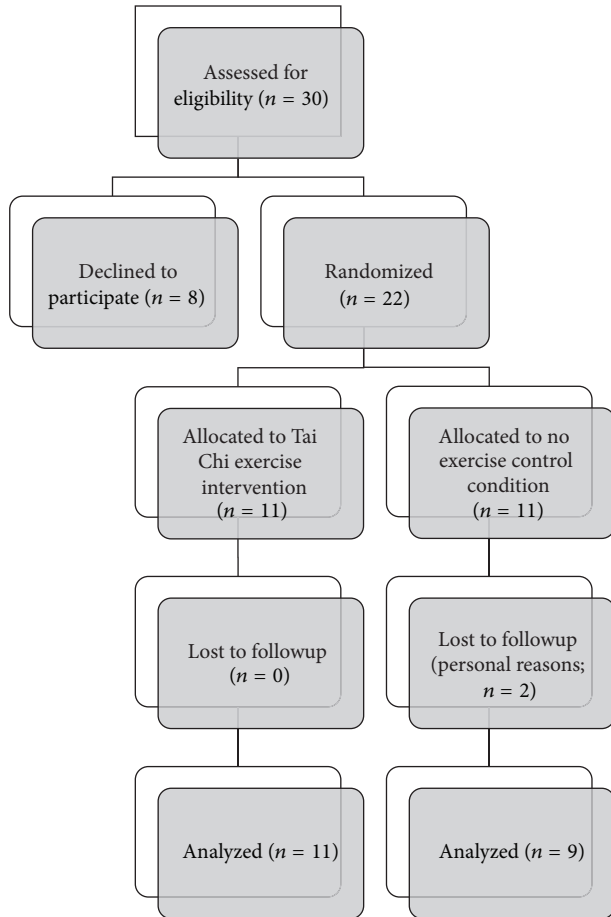 Assessed for
eligibility (n = 30)
Declined to
participate (n = 8)
Randomized
(n = 22)
Allocated to Tai
Chi exercise
intervention
(n = 11)
Allocated to no
exercise control
condition
(n = 11)
Lost to followup
(n = 0)
Lost to followup
(personal reasons;
n = 2)
Analyzed (n = 11)
Analyzed (n = 9)